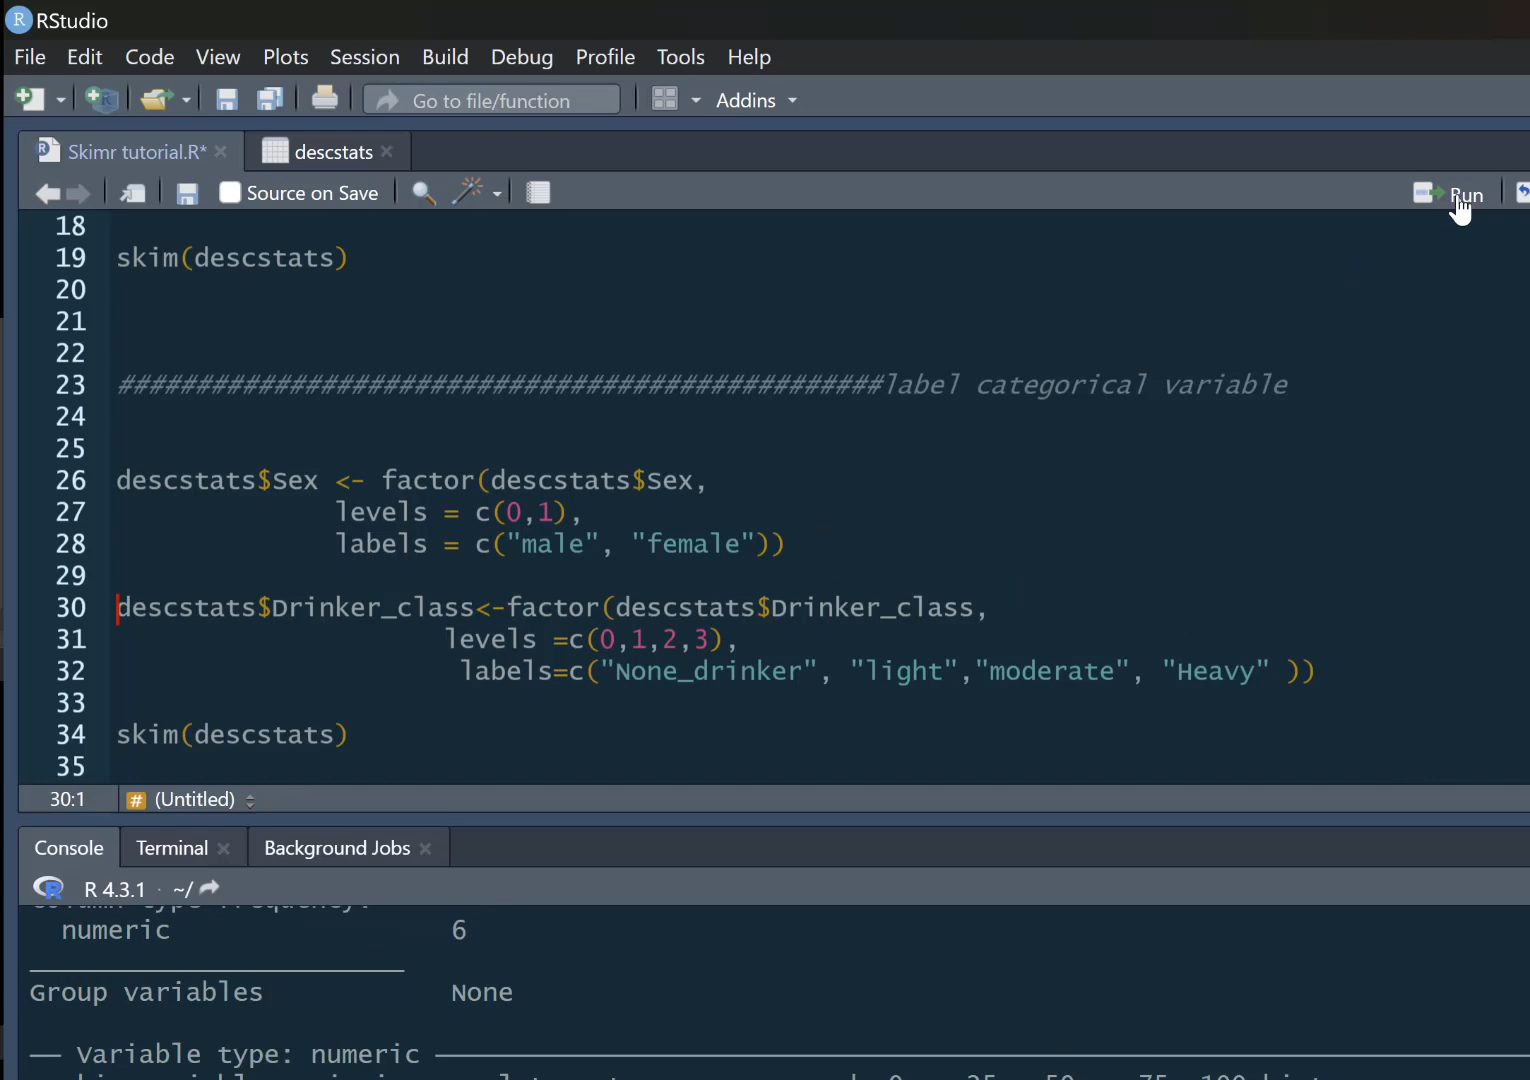 RStudio
File Edit Code View Plots Session Build Debug Profile Tools Help
Go to file/function Addins
Skimr tutorial.R* descstats
Source on Save Run
18
19 skim(descstats)
20
21
22
23 #################################################label categorical variable
24
25
26 descstats$Sex <- factor(descstats$Sex,
27 levels = c(0,1),
28 labels = c("male", "female"))
29
30 descstats$Drinker_class<-factor(descstats$Drinker_class,
31 levels =c(0,1,2,3),
32 labels=c("None_drinker", "light","moderate", "Heavy" ))
33
34 skim(descstats)
35
30:1 # (Untitled)
Console Terminal Background Jobs
R 4.3.1 · ~/
numeric 6
Group variables None
── Variable type: numeric